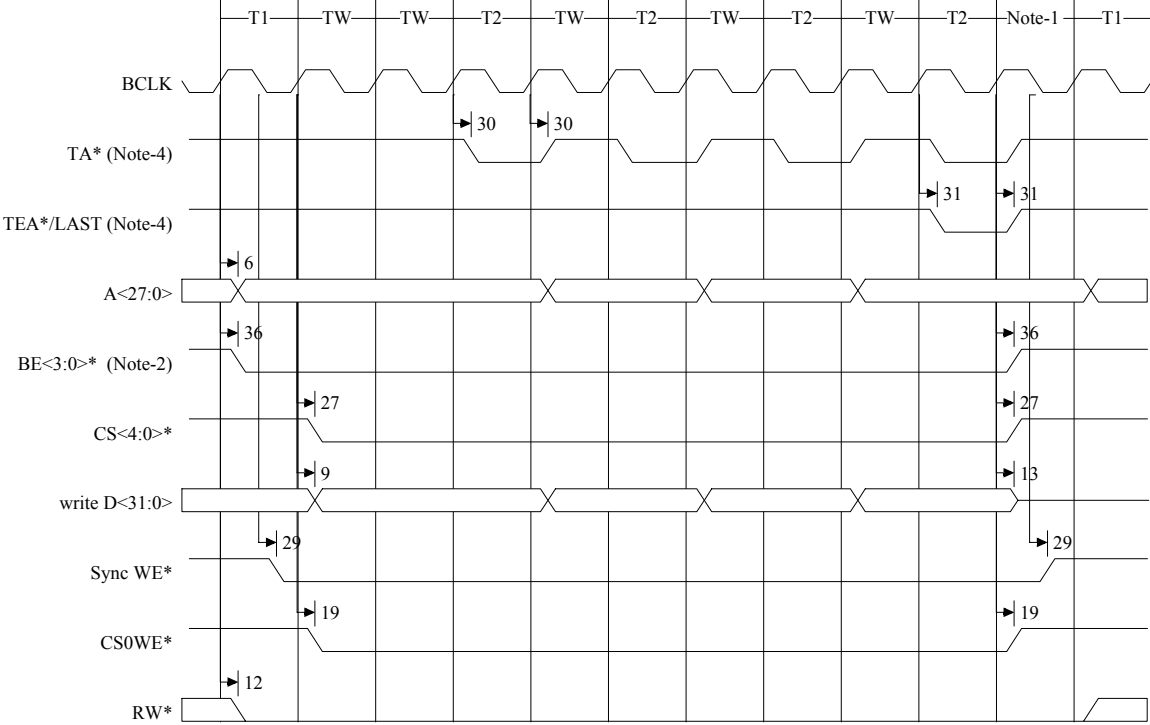 T1 TW TW T2 TW T2 TW T2 TW T2 Note-1 T1
BCLK
30 30
TA* (Note-4)
31 31
TEA*/LAST (Note-4)
6
A<27:0>
36 36
BE<3:0>* (Note-2)
27 27
CS<4:0>*
9 13
write D<31:0>
29 29
Sync WE*
19 19
CS0WE*
12
RW*